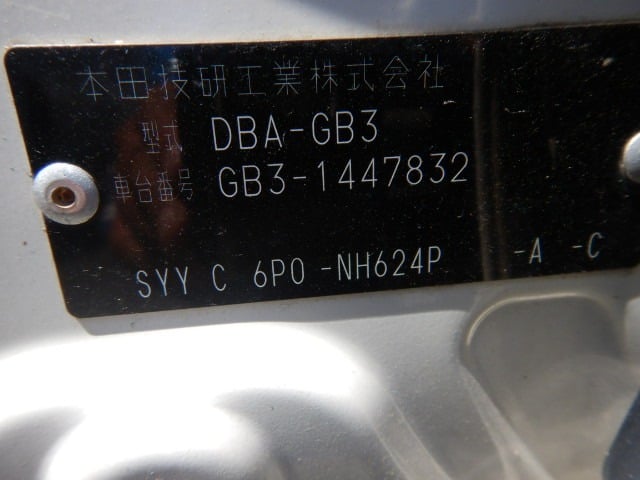 本田技研工業株式会社
型式 DBA-GB3
車台番号 GB3-1447832
SYY C 6P0 -NH624P -A -C